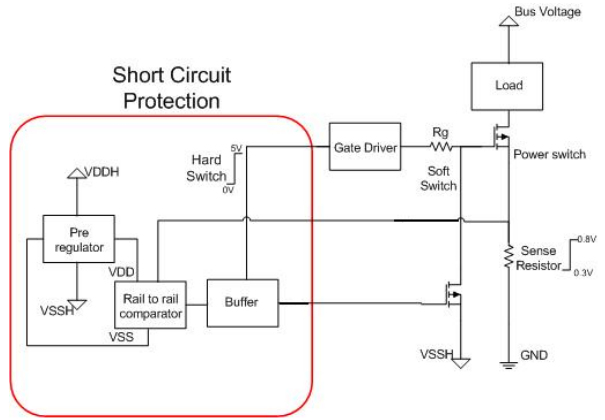 Bus Voltage
Short Circuit
Protection
Load
Hard
Switch
5V
0V
Gate Driver
Rg
Soft
Switch
Power switch
VDDH
Pre
regulator
VDD
VSSH
Rail to rail
comparator
VSS
Buffer
Sense
Resistor
0.8V
0.3V
VSSH
GND